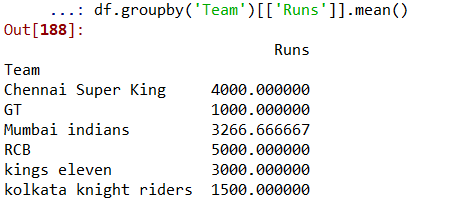 ...: df.groupby('Team')[['Runs']].mean()
Out[188]:
Runs
Team
Chennai Super King 4000.000000
GT 1000.000000
Mumbai indians 3266.666667
RCB 5000.000000
kings eleven 3000.000000
kolkata knight riders 1500.000000